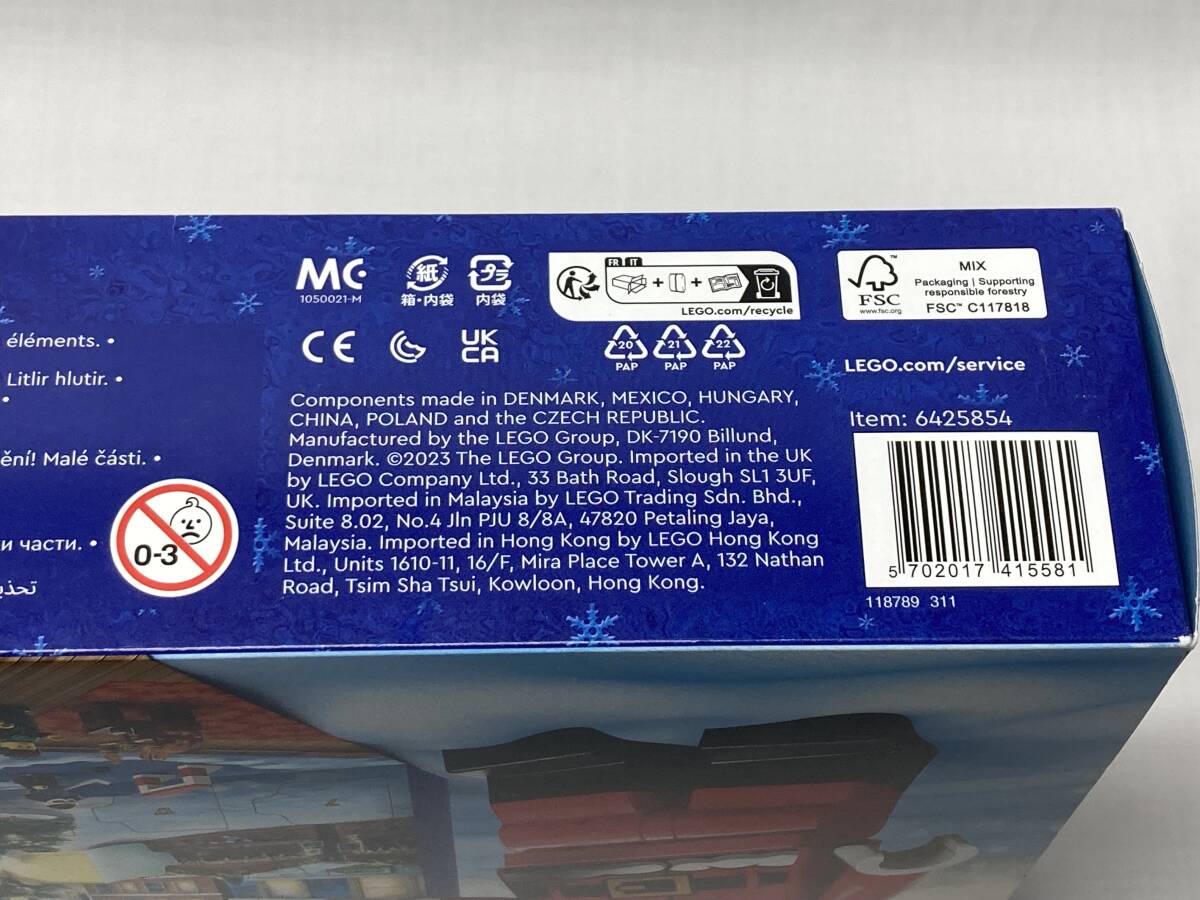 éléments. •
Litlir hlutir. •
•
ění! Malé části. •
и части. •
تحذي
0-3
MC
1050021-M
紙
箱・内袋
プラ
内袋
CE
UK
CA
FR IT
LEGO.com/recycle
20 21 22
PAP PAP PAP
Components made in DENMARK, MEXICO, HUNGARY,
CHINA, POLAND and the CZECH REPUBLIC.
Manufactured by the LEGO Group, DK-7190 Billund,
Denmark. ©2023 The LEGO Group. Imported in the UK
by LEGO Company Ltd., 33 Bath Road, Slough SL1 3UF,
UK. Imported in Malaysia by LEGO Trading Sdn. Bhd.,
Suite 8.02, No.4 Jln PJU 8/8A, 47820 Petaling Jaya,
Malaysia. Imported in Hong Kong by LEGO Hong Kong
Ltd., Units 1610-11, 16/F, Mira Place Tower A, 132 Nathan
Road, Tsim Sha Tsui, Kowloon, Hong Kong.
FSC
www.fsc.org
MIX
Packaging | Supporting
responsible forestry
FSC™ C117818
LEGO.com/service
Item: 6425854
5 702017 415581
118789 311